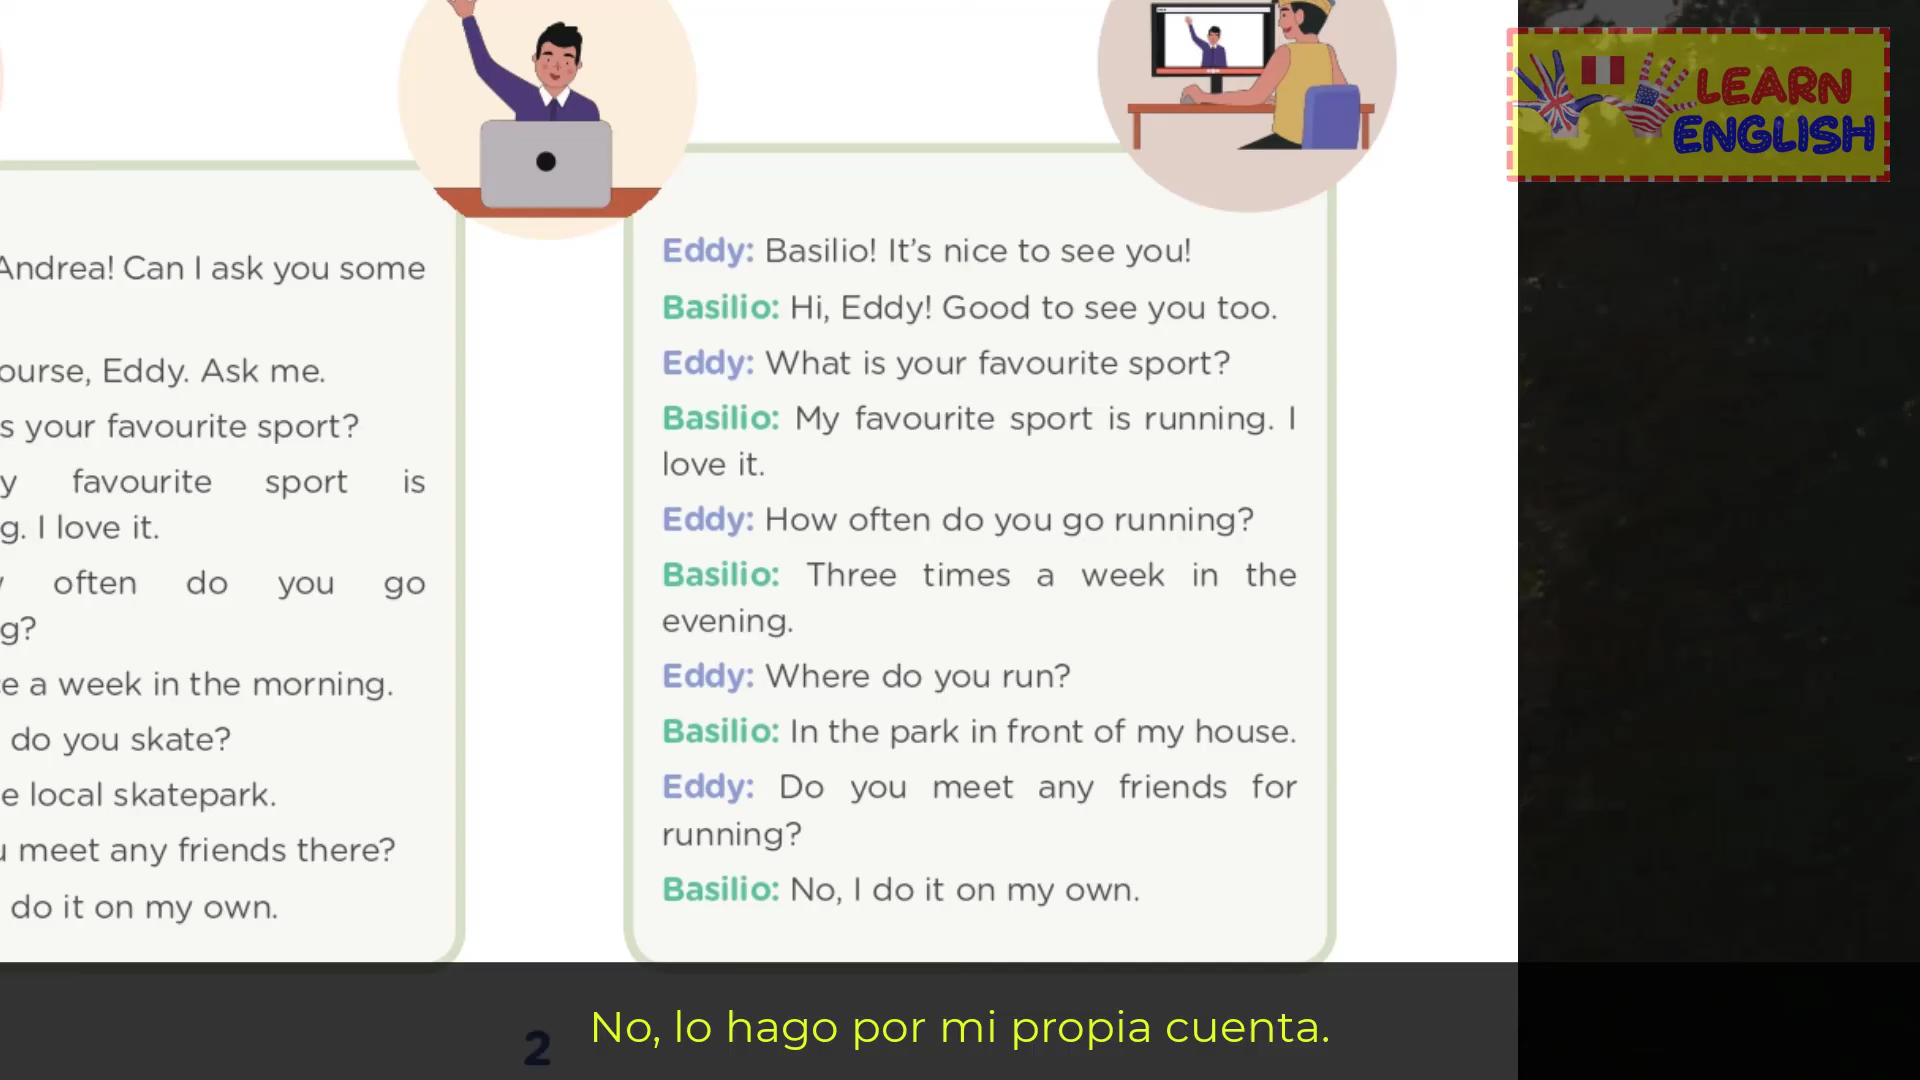 Andrea! Can I ask you some
Eddy. Ask me.
your favourite sport?
favourite sport is
I love it.
often do you go
a week in the morning.
do you skate?
local skatepark.
meet any friends there?
do it on my own.
Eddy: Basilio! It’s nice to see you!
Basilio: Hi, Eddy! Good to see you too.
Eddy: What is your favourite sport?
Basilio: My favourite sport is running. I
love it.
Eddy: How often do you go running?
Basilio: Three times a week in the
evening.
Eddy: Where do you run?
Basilio: In the park in front of my house.
Eddy: Do you meet any friends for
running?
Basilio: No, I do it on my own.
LEARN
ENGLISH
2
No, lo hago por mi propia cuenta.